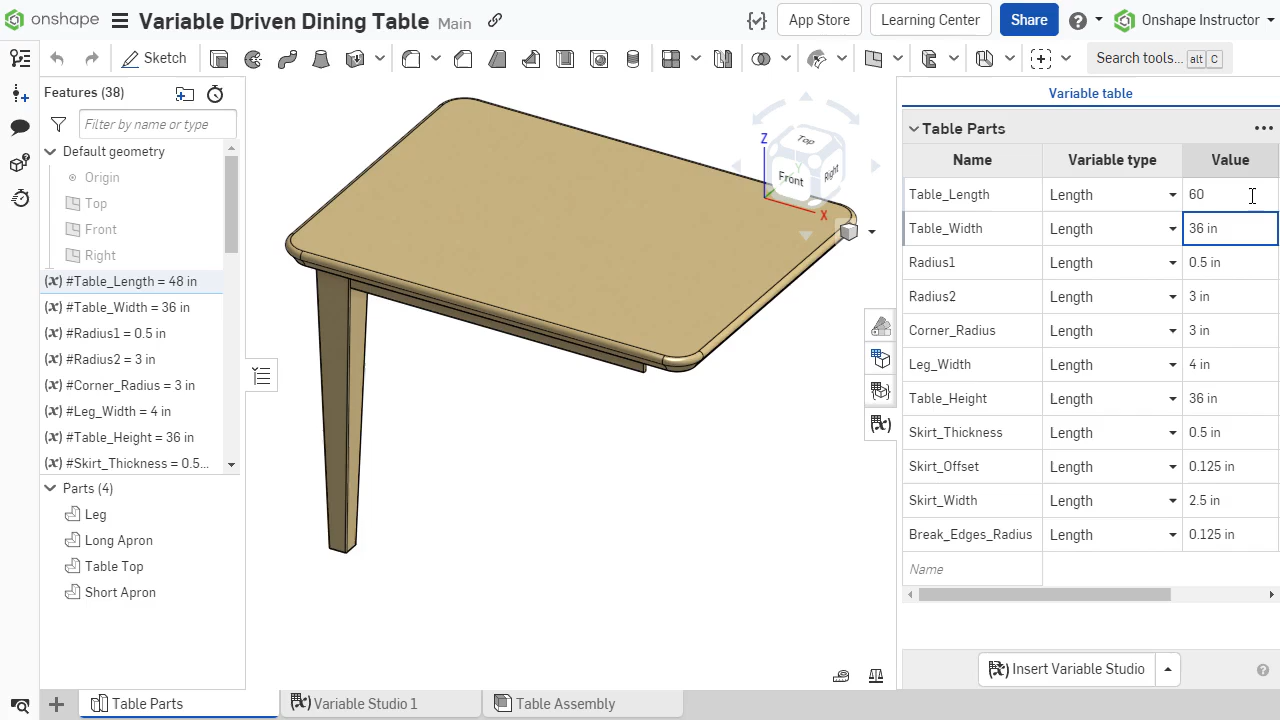 onshape Variable Driven Dining Table Main App Store Learning Center Share Onshape Instructor
Sketch Search tools... alt C
Features (38)
Filter by name or type
Default geometry
Origin
Top
Front
Right
(x) #Table_Length = 48 in
(x) #Table_Width = 36 in
(x) #Radius1 = 0.5 in
(x) #Radius2 = 3 in
(x) #Corner_Radius = 3 in
(x) #Leg_Width = 4 in
(x) #Table_Height = 36 in
(x) #Skirt_Thickness = 0.5...
Parts (4)
Leg
Long Apron
Table Top
Short Apron
Z
Top
Front
Right
X
Variable table
Table Parts
Name Variable type Value
Table_Length Length 60
Table_Width Length 36 in
Radius1 Length 0.5 in
Radius2 Length 3 in
Corner_Radius Length 3 in
Leg_Width Length 4 in
Table_Height Length 36 in
Skirt_Thickness Length 0.5 in
Skirt_Offset Length 0.125 in
Skirt_Width Length 2.5 in
Break_Edges_Radius Length 0.125 in
Name
(x) Insert Variable Studio
Table Parts (x) Variable Studio 1 Table Assembly